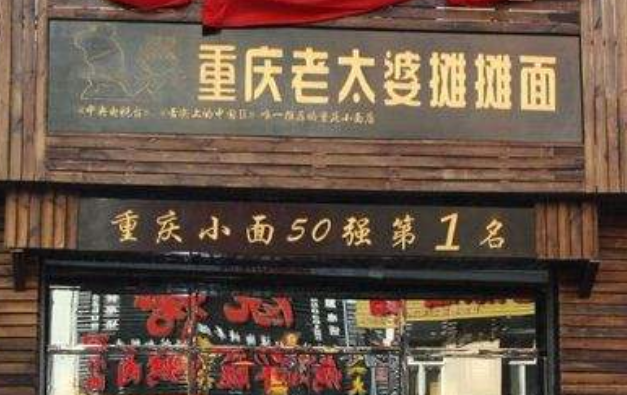 重庆老太婆摊摊面
《中央电视台》、《舌尖上的中国Ⅱ》唯一推荐的重庆小面店
重庆小面50强第1名